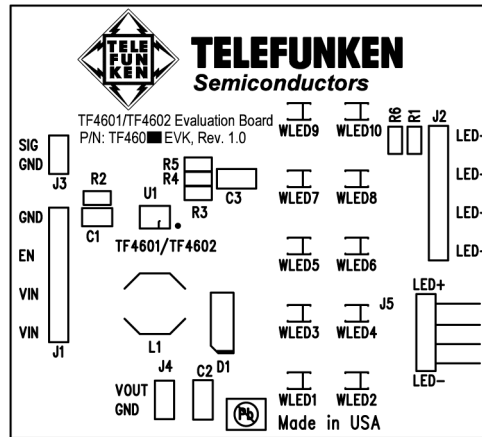 TELE
FUN
KEN
TELEFUNKEN
Semiconductors
TF4601/TF4602 Evaluation Board
P/N: TF460 EVK, Rev. 1.0
WLED9
WLED10
R6
R1
J2
LED-
LED-
LED-
LED-
SIG
GND
J3
R5
R4
R3
C3
R2
C1
U1
TF4601/TF4602
WLED7
WLED8
GND
EN
VIN
VIN
J1
WLED5
WLED6
L1
D1
WLED3
WLED4
J5
LED+
LED-
J4
VOUT
GND
C2
Pb
WLED1
WLED2
Made in USA